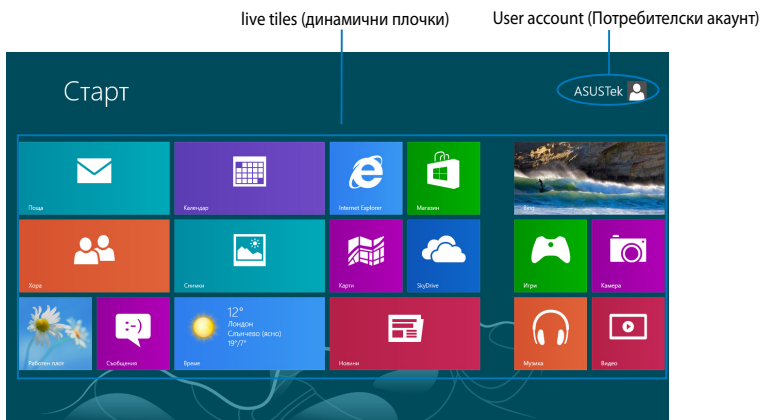 live tiles (динамични плочки)
User account (Потребителски акаунт)
Старт
ASUSTek
Поща
Календар
Internet Explorer
Магазин
Bing
Хора
Снимки
Карти
SkyDrive
Игри
Камера
Работен плот
Съобщения
12°
Лондон
Слънчево (ясно)
19°/7°
Време
Новини
Музика
Видео